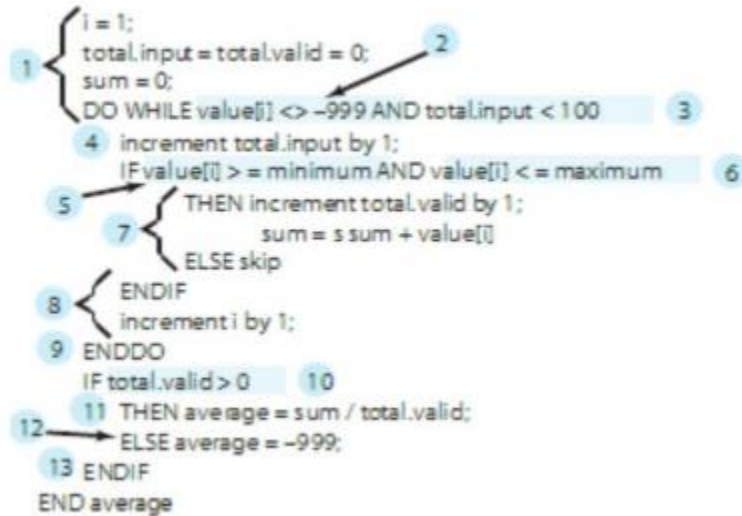 i = 1;
total.input = total.valid = 0;
2
1
sum = 0;
DO WHILE value[i] <> –999 AND total.input < 100 3
4 increment total.input by 1;
IF value[i] > = minimum AND value[i] < = maximum 6
5
THEN increment total.valid by 1;
7
sum = s sum + value[i]
ELSE skip
ENDIF
8
increment i by 1;
9 ENDDO
IF total.valid > 0 10
11 THEN average = sum / total.valid;
12
ELSE average = –999;
13 ENDIF
END average